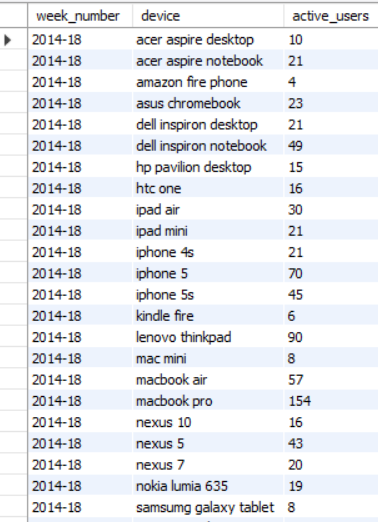 week_number device active_users
2014-18 acer aspire desktop 10
2014-18 acer aspire notebook 21
2014-18 amazon fire phone 4
2014-18 asus chromebook 23
2014-18 dell inspiron desktop 21
2014-18 dell inspiron notebook 49
2014-18 hp pavilion desktop 15
2014-18 htc one 16
2014-18 ipad air 30
2014-18 ipad mini 21
2014-18 iphone 4s 21
2014-18 iphone 5 70
2014-18 iphone 5s 45
2014-18 kindle fire 6
2014-18 lenovo thinkpad 90
2014-18 mac mini 8
2014-18 macbook air 57
2014-18 macbook pro 154
2014-18 nexus 10 16
2014-18 nexus 5 43
2014-18 nexus 7 20
2014-18 nokia lumia 635 19
2014-18 samsumg galaxy tablet 8